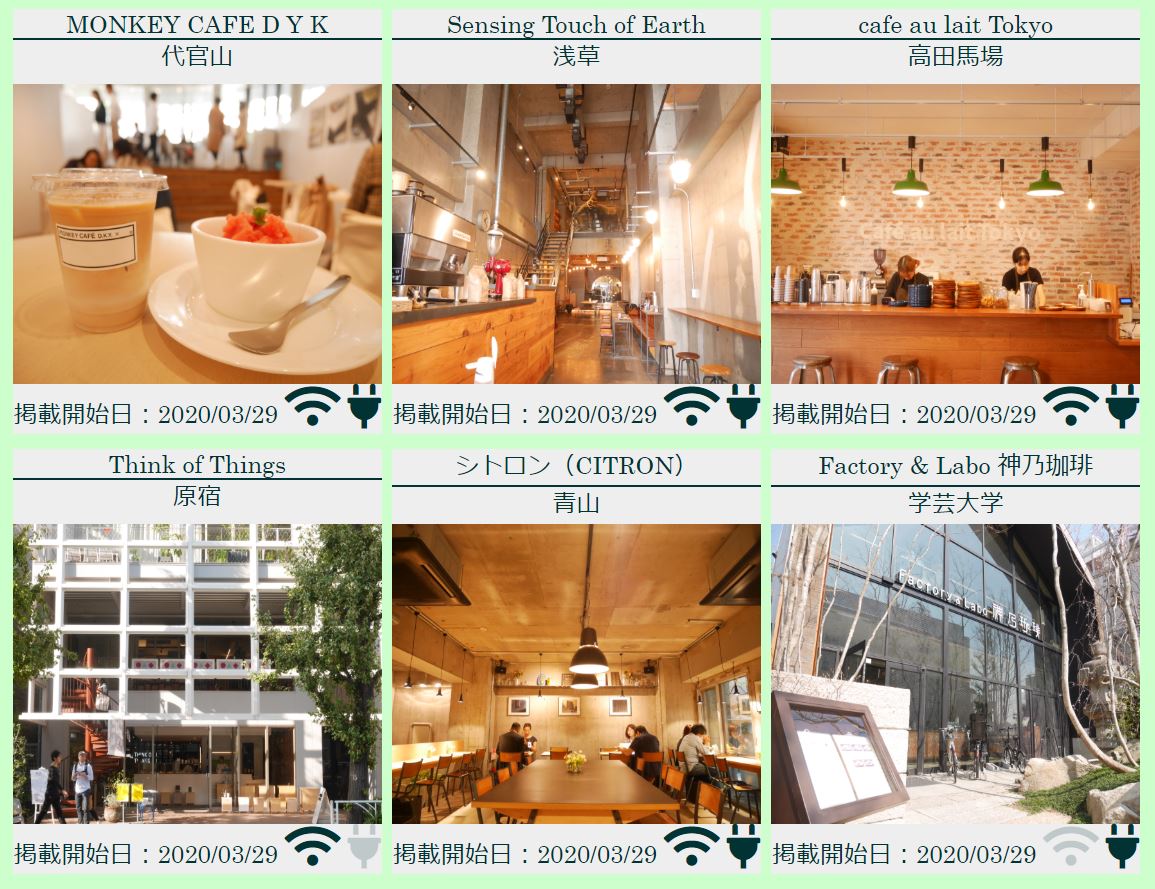 MONKEY CAFE D Y K
代官山
MONKEY CAFE D.K.Y.
掲載開始日：2020/03/29
Sensing Touch of Earth
浅草
掲載開始日：2020/03/29
cafe au lait Tokyo
高田馬場
Cafe au lait Tokyo
掲載開始日：2020/03/29
Think of Things
原宿
掲載開始日：2020/03/29
シトロン（CITRON）
青山
掲載開始日：2020/03/29
Factory & Labo 神乃珈琲
学芸大学
Factory & Labo 神乃珈琲
掲載開始日：2020/03/29